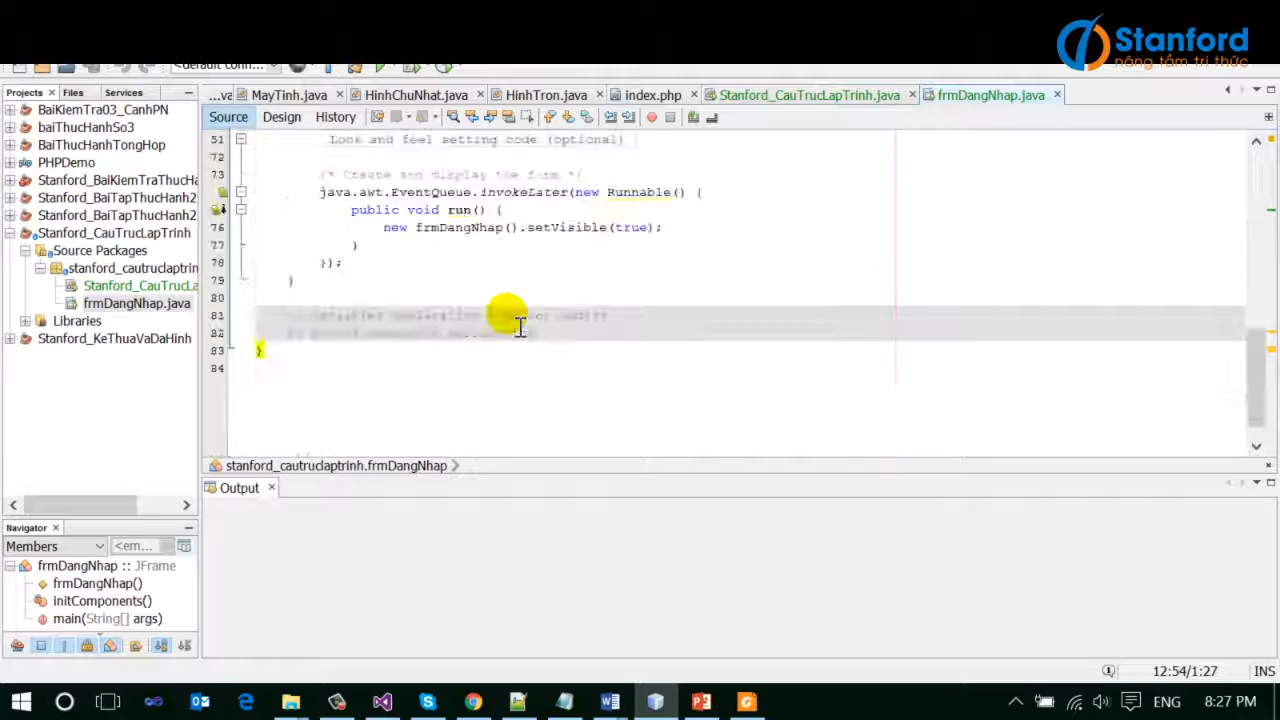 Stanford
nâng tầm tri thức
<default conn...
Projects Files Services
...va MayTinh.java HinhChuNhat.java HinhTron.java index.php Stanford_CauTrucLapTrinh.java frmDangNhap.java
Source Design History
BaiKiemTra03_CanhPN
baiThucHanhSo3
BaiThucHanhTongHop
PHPDemo
Stanford_BaiKiemTraThucHa
Stanford_BaiTapThucHanh2
Stanford_BaiTapThucHanh2
Stanford_CauTrucLapTrinh
Source Packages
stanford_cautruclaptrin
Stanford_CauTrucLa
frmDangNhap.java
Libraries
Stanford_KeThuaVaDaHinh
51 Look and feel setting code (optional)
72
73 /* Create and display the form */
java.awt.EventQueue.invokeLater(new Runnable() {
public void run() {
76 new frmDangNhap().setVisible(true);
77 }
78 });
79 }
80
81
82
83 }
84
stanford_cautruclaptrinh.frmDangNhap
Output
Navigator
Members <em...
frmDangNhap :: JFrame
frmDangNhap()
initComponents()
main(String[] args)
12:54/1:27 INS
ENG 8:27 PM